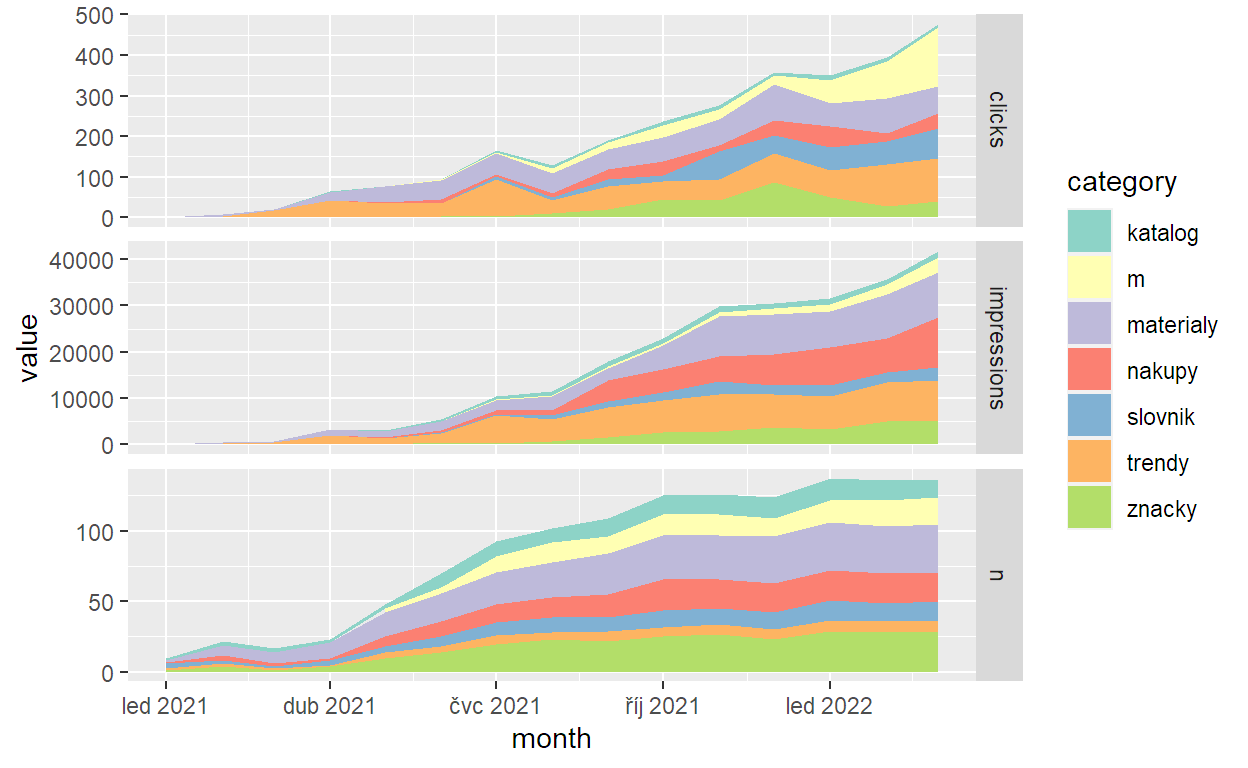 500
400
300
200
100
0
clicks
40000
30000
20000
10000
0
impressions
100
50
0
n
value
led 2021
dub 2021
čvc 2021
říj 2021
led 2022
month
category
katalog
m
materialy
nakupy
slovnik
trendy
znacky